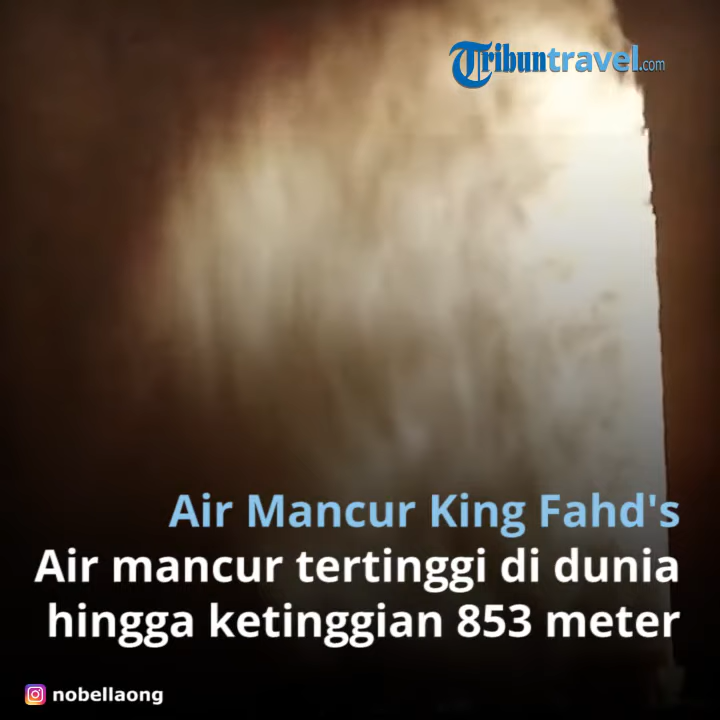 Tribuntravel.com
Air Mancur King Fahd's
Air mancur tertinggi di dunia
hingga ketinggian 853 meter
nobellaong